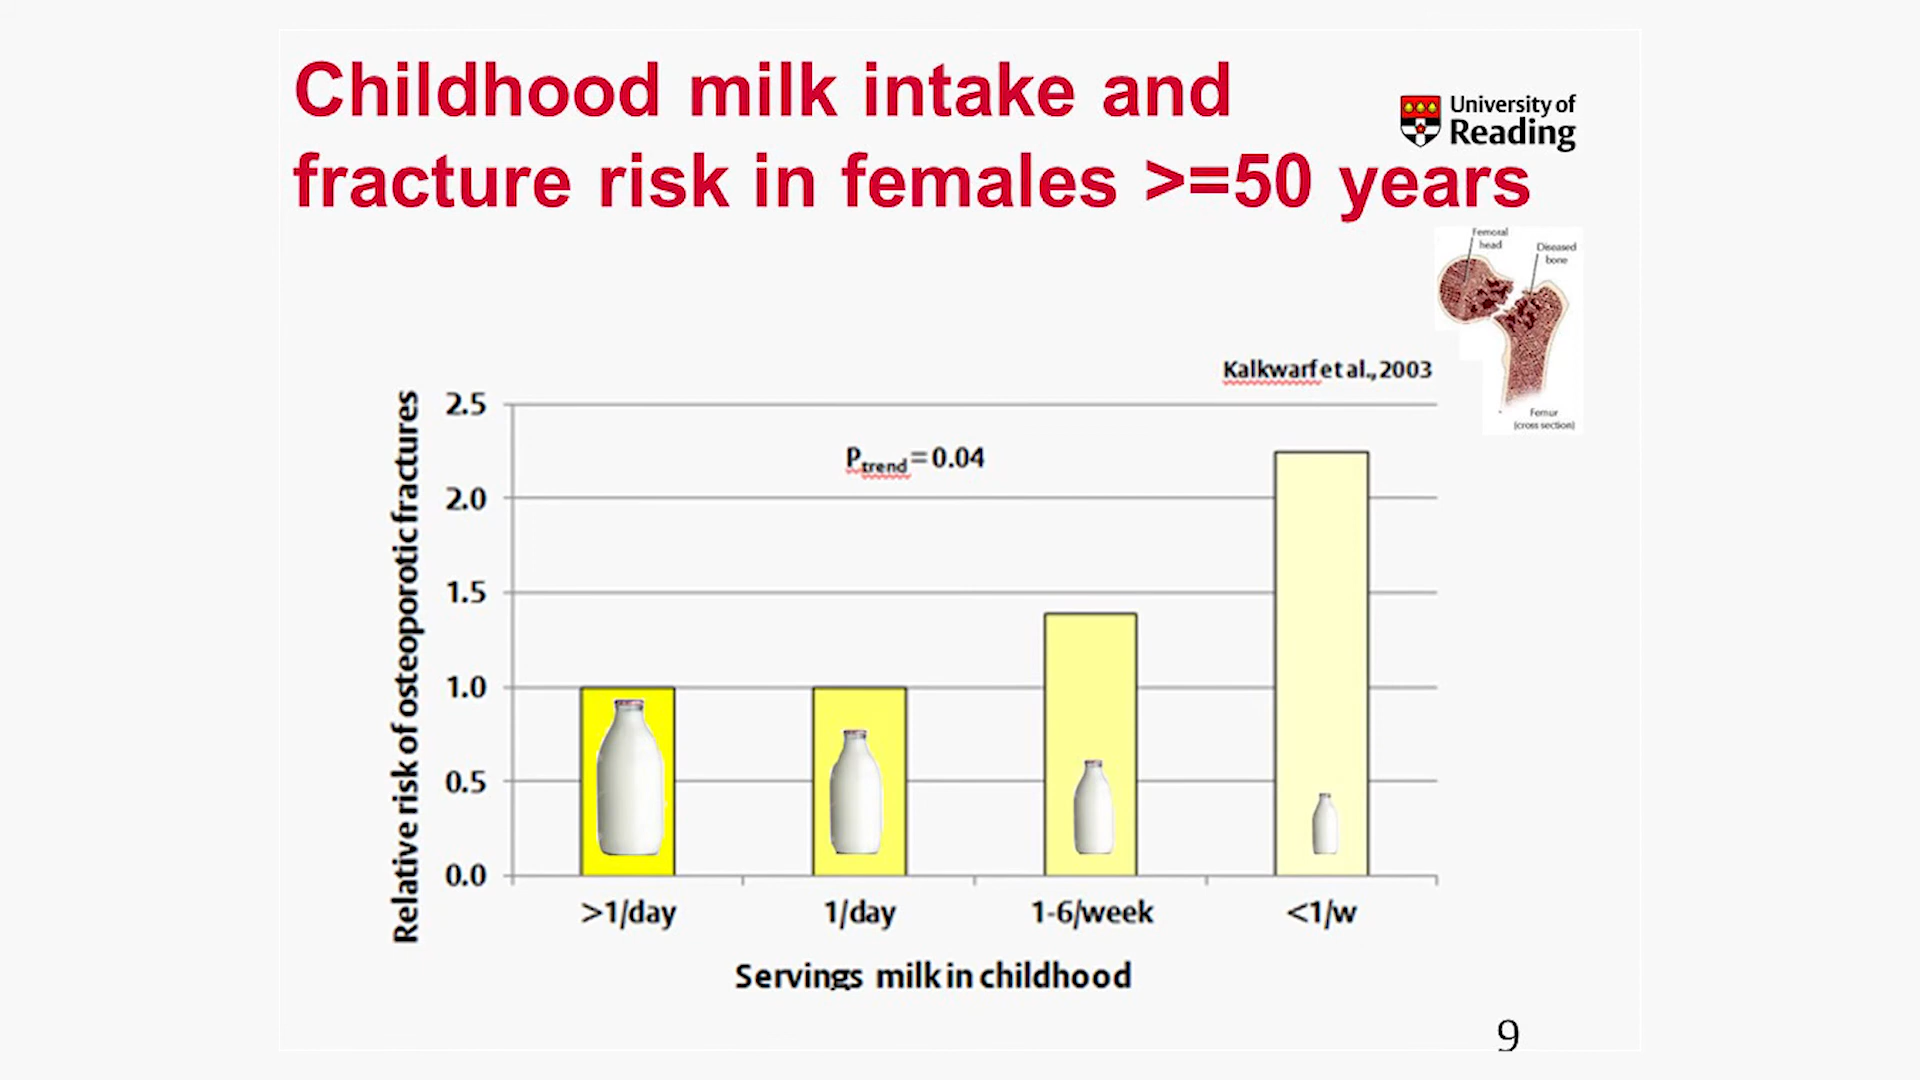 Childhood milk intake and
fracture risk in females >=50 years
University of
Reading
Femoral
head
Diseased
bone
Kalkwarf et al., 2003
Femur
(cross section)
Relative risk of osteoporotic fractures
2.5
Ptrend = 0.04
2.0
1.5
1.0
0.5
0.0
>1/day 1/day 1-6/week <1/w
Servings milk in childhood
9